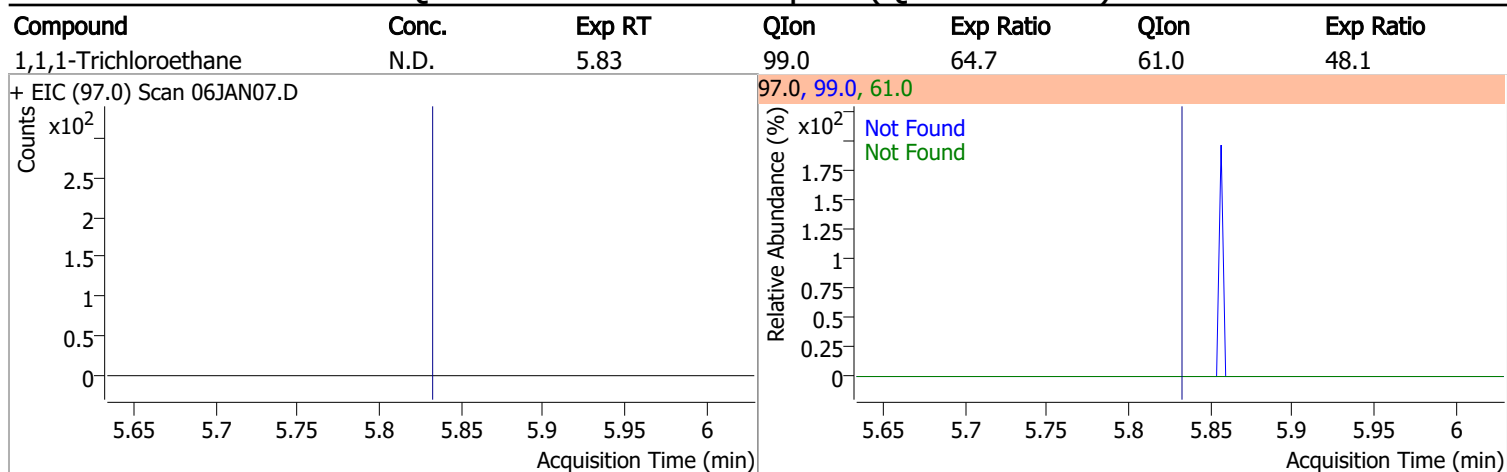 Compound Conc. Exp RT QIon Exp Ratio QIon Exp Ratio
1,1,1-Trichloroethane N.D. 5.83 99.0 64.7 61.0 48.1
+ EIC (97.0) Scan 06JAN07.D
Counts
x10²
2.5
2
1.5
1
0.5
0
5.65 5.7 5.75 5.8 5.85 5.9 5.95 6
Acquisition Time (min)
97.0, 99.0, 61.0
Relative Abundance (%)
x10²
Not Found
Not Found
1.75
1.5
1.25
1
0.75
0.5
0.25
0
5.65 5.7 5.75 5.8 5.85 5.9 5.95 6
Acquisition Time (min)